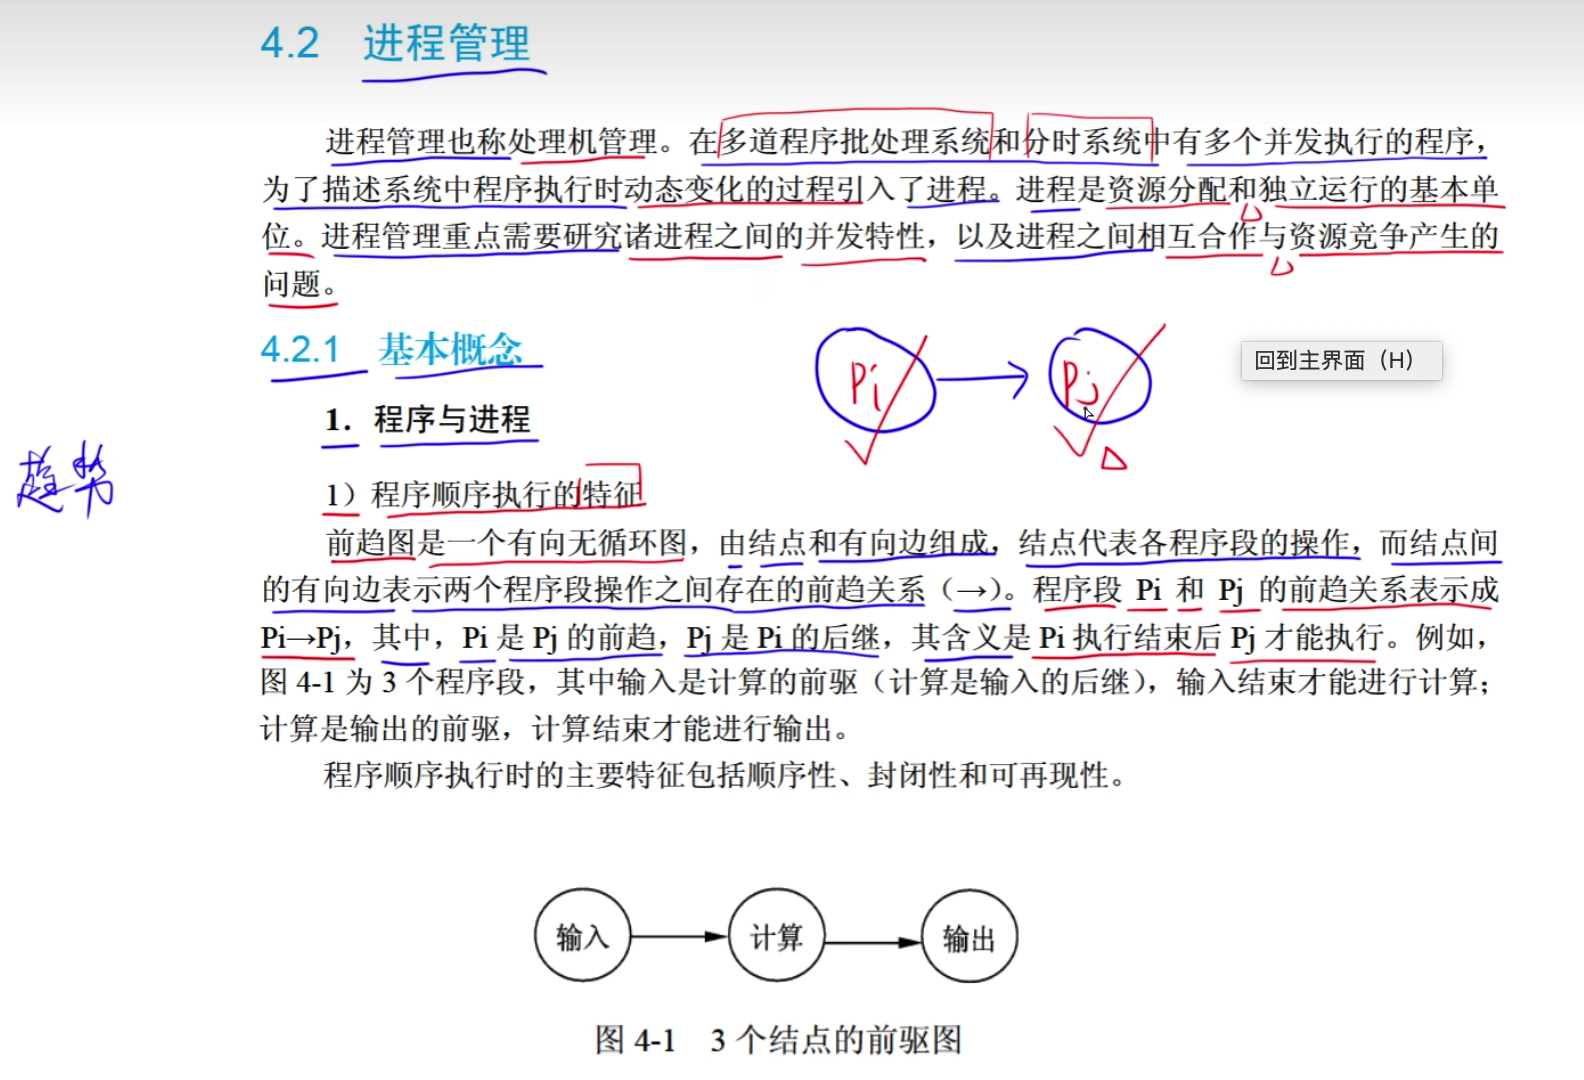 4.2 进程管理
进程管理也称处理机管理。在多道程序批处理系统和分时系统中有多个并发执行的程序，
为了描述系统中程序执行时动态变化的过程引入了进程。进程是资源分配和独立运行的基本单
位。进程管理重点需要研究诸进程之间的并发特性，以及进程之间相互合作与资源竞争产生的
问题。
4.2.1 基本概念
Pi
Pj
回到主界面（H）
1．程序与进程
趋势
1）程序顺序执行的特征
前趋图是一个有向无循环图，由结点和有向边组成，结点代表各程序段的操作，而结点间
的有向边表示两个程序段操作之间存在的前趋关系（→）。程序段 Pi 和 Pj 的前趋关系表示成
Pi→Pj，其中，Pi 是 Pj 的前趋，Pj 是 Pi 的后继，其含义是 Pi 执行结束后 Pj 才能执行。例如，
图 4-1 为 3 个程序段，其中输入是计算的前驱（计算是输入的后继），输入结束才能进行计算；
计算是输出的前驱，计算结束才能进行输出。
程序顺序执行时的主要特征包括顺序性、封闭性和可再现性。
输入
计算
输出
图 4-1 3 个结点的前驱图